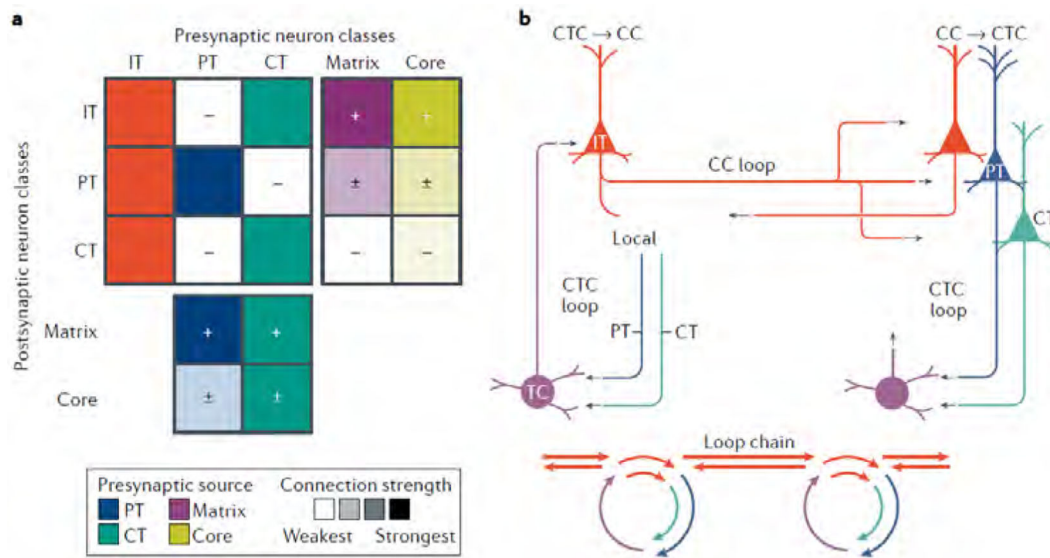 a
Presynaptic neuron classes
IT PT CT Matrix Core
Postsynaptic neuron classes
IT – + +
PT – ± ±
CT – – –
Matrix + +
Core ± ±
Presynaptic source
PT Matrix
CT Core
Connection strength
Weakest Strongest
b
CTC → CC
CC → CTC
IT
PT
CT
CC loop
Local
CTC
loop
PT CT
TC
CTC
loop
Loop chain